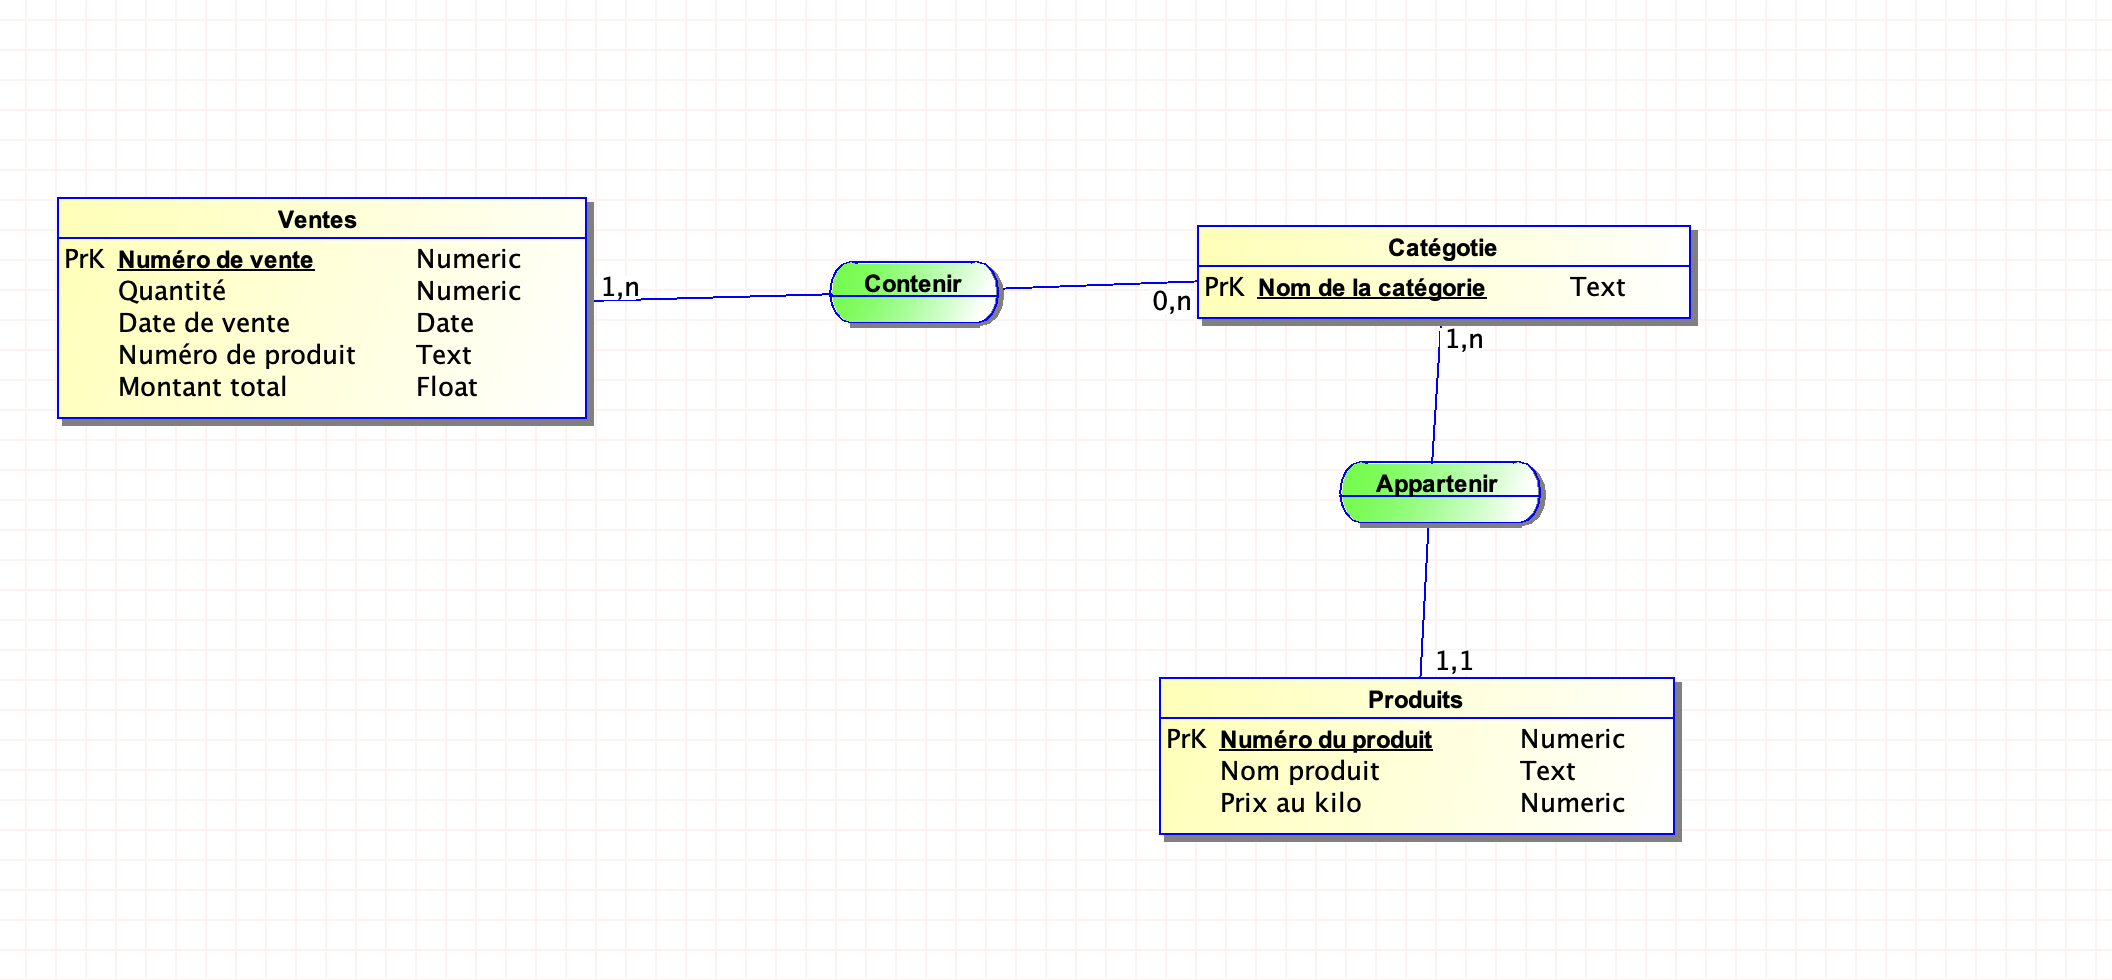 Ventes
PrK Numéro de vente Numeric
Quantité Numeric
Date de vente Date
Numéro de produit Text
Montant total Float
1,n
Contenir
0,n
Catégotie
PrK Nom de la catégorie Text
1,n
Appartenir
1,1
Produits
PrK Numéro du produit Numeric
Nom produit Text
Prix au kilo Numeric